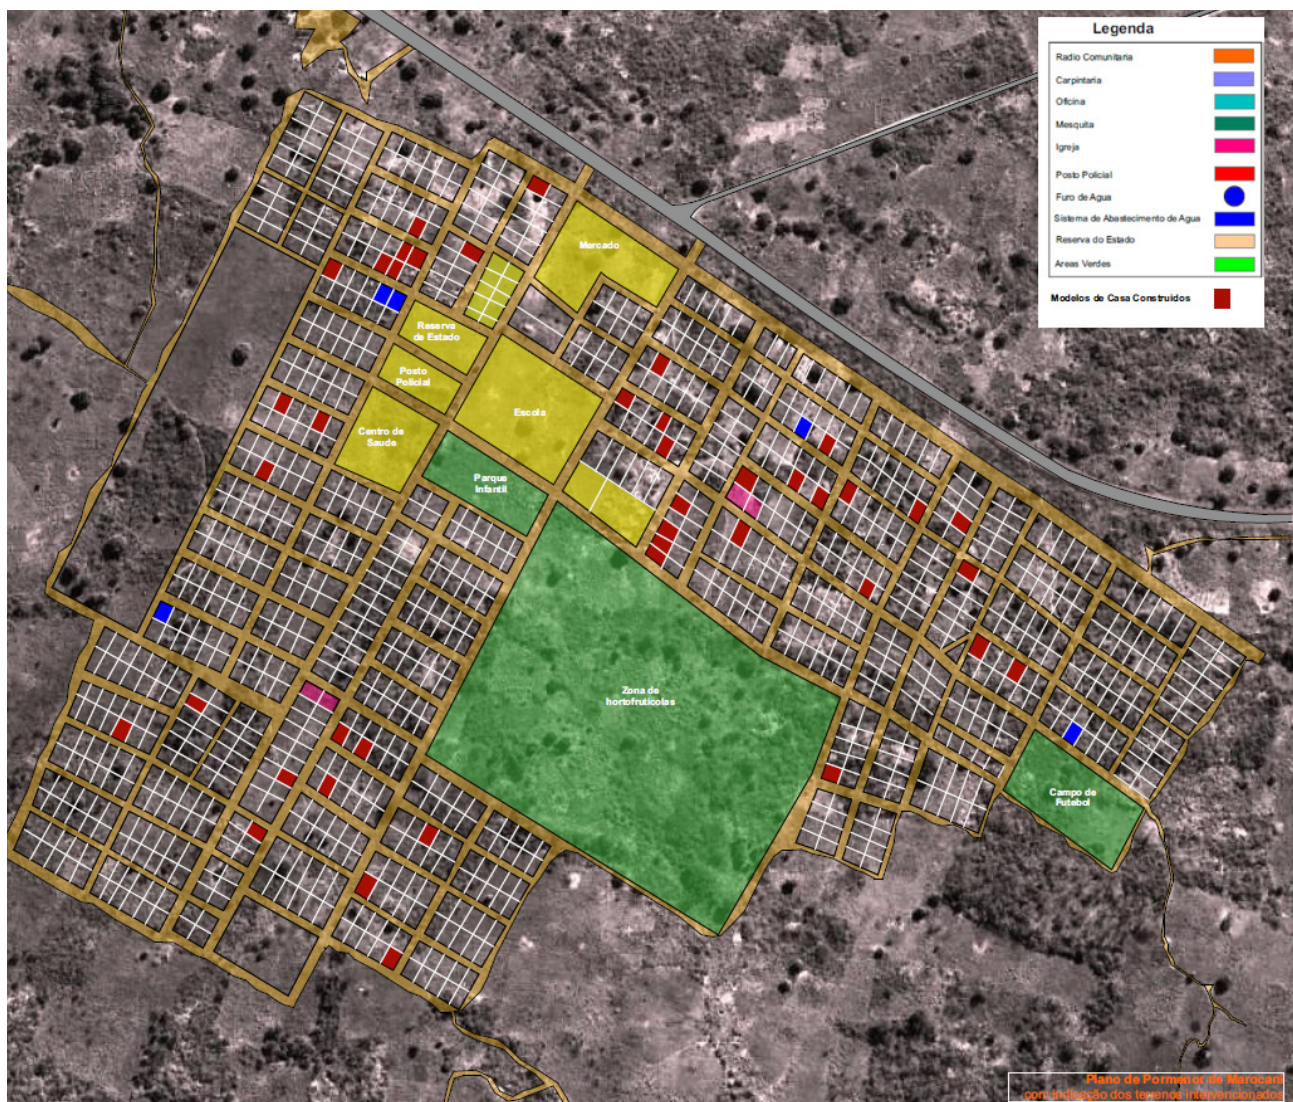 Legenda
Radio Comunitaria
Carpintaria
Oficina
Mesquita
Igreja
Posto Policial
Furo de Agua
Sistema de Abastecimento de Agua
Reserva do Estado
Areas Verdes
Modelos de Casa Construidos
Mercado
Reserva
de Estado
Posto
Policial
Escola
Centro de
Saude
Parque
Infantil
Zona de
hortofrutícolas
Campo de
Futebol
Plano de Pormenor de Marocani
com indicação dos terrenos intervencionados